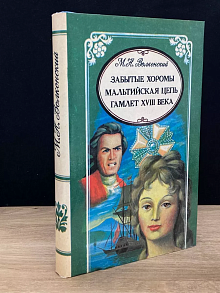 М.Н. Волконский
ЗАБЫТЫЕ ХОРОМЫ
МАЛЬТИЙСКАЯ ЦЕПЬ
ГАМЛЕТ XVIII ВЕКА
М.Н. Волконский